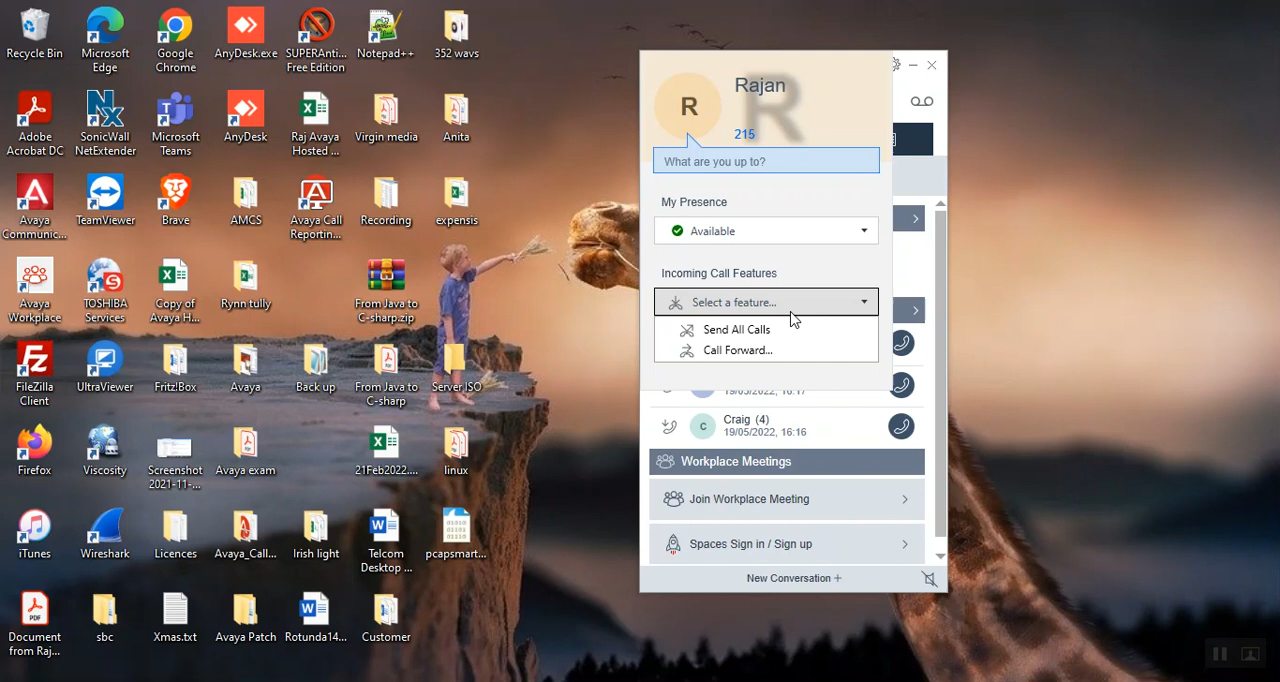 Recycle Bin
Microsoft
Edge
Google
Chrome
AnyDesk.exe
SUPERAnti...
Free Edition
Notepad++
352 wavs
Adobe
Acrobat DC
SonicWall
NetExtender
Microsoft
Teams
AnyDesk
Raj Avaya
Hosted ...
Virgin media
Anita
Avaya
Communic...
TeamViewer
Brave
AMCS
Avaya Call
Reporting...
Recording
expensis
Avaya
Workplace
TOSHIBA
Services
Copy of
Avaya H...
Rynn tully
From Java to
C-sharp.zip
FileZilla
Client
UltraViewer
Fritz!Box
Avaya
Back up
From Java to
C-sharp
Server ISO
Firefox
Viscosity
Screenshot
2021-11-...
Avaya exam
21Feb2022....
linux
iTunes
Wireshark
Licences
Avaya_Call...
Irish light
Telcom
Desktop ...
pcapsmart...
Document
from Raj...
sbc
Xmas.txt
Avaya Patch
Rotunda14...
Customer
R
R
Rajan
215
What are you up to?
My Presence
Available
Incoming Call Features
Select a feature...
Send All Calls
Call Forward...
19/05/2022, 16:17
C
Craig (4)
19/05/2022, 16:16
Workplace Meetings
Join Workplace Meeting
Spaces Sign in / Sign up
New Conversation +